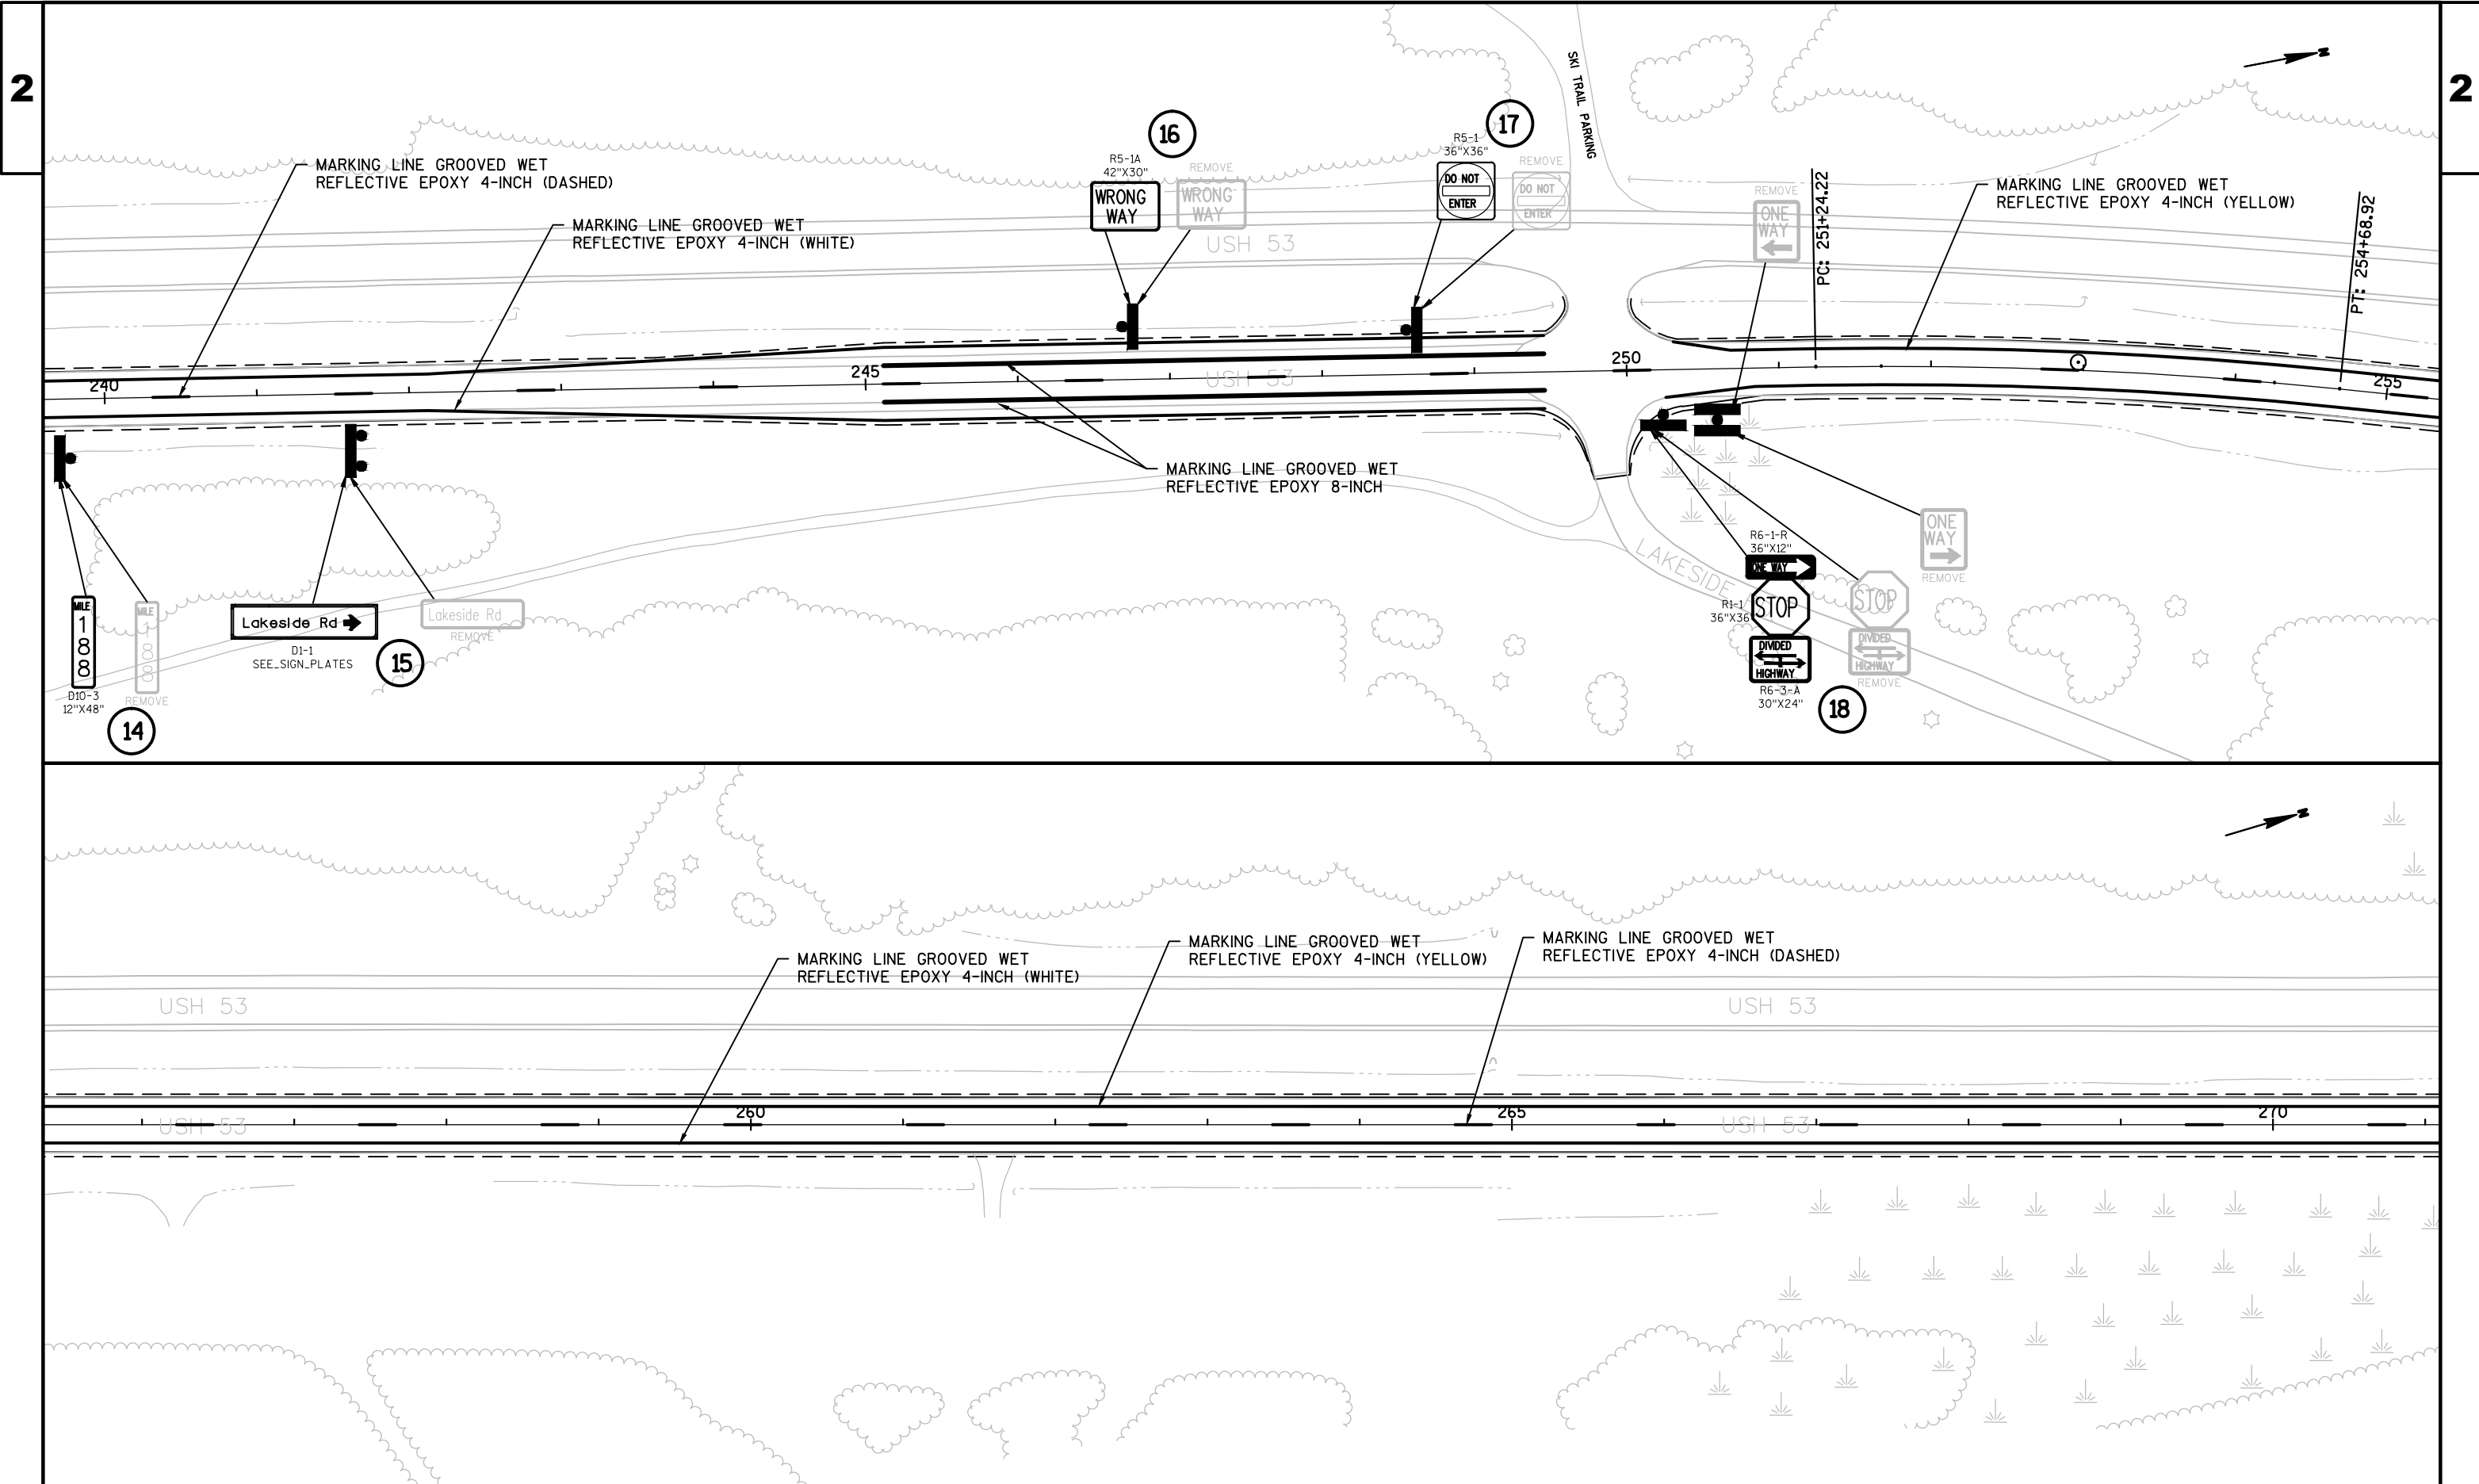 2
2
SKI TRAIL PARKING
N
16
17
R5-1A
42"X30"
REMOVE
WRONG
WAY
WRONG
WAY
R5-1
36"X36"
REMOVE
DO NOT
ENTER
DO NOT
ENTER
MARKING LINE GROOVED WET
REFLECTIVE EPOXY 4-INCH (DASHED)
MARKING LINE GROOVED WET
REFLECTIVE EPOXY 4-INCH (WHITE)
USH 53
REMOVE
ONE
WAY
PC: 251+24.22
MARKING LINE GROOVED WET
REFLECTIVE EPOXY 4-INCH (YELLOW)
PT: 254+68.92
240
245
USH 53
250
255
MARKING LINE GROOVED WET
REFLECTIVE EPOXY 8-INCH
LAKESIDE
MILE
1
8
8
D10-3
12"X48"
MILE
1
8
8
REMOVE
14
Lakeside Rd
D1-1
SEE_SIGN_PLATES
Lakeside Rd
REMOVE
15
R6-1-R
36"X12"
ONE WAY
R1-1
36"X36
STOP
DIVIDED
HIGHWAY
R6-3-A
30"X24"
STOP
DIVIDED
HIGHWAY
REMOVE
18
ONE
WAY
REMOVE
N
MARKING LINE GROOVED WET
REFLECTIVE EPOXY 4-INCH (WHITE)
MARKING LINE GROOVED WET
REFLECTIVE EPOXY 4-INCH (YELLOW)
MARKING LINE GROOVED WET
REFLECTIVE EPOXY 4-INCH (DASHED)
USH 53
USH 53
USH 53
260
265
USH 53
270